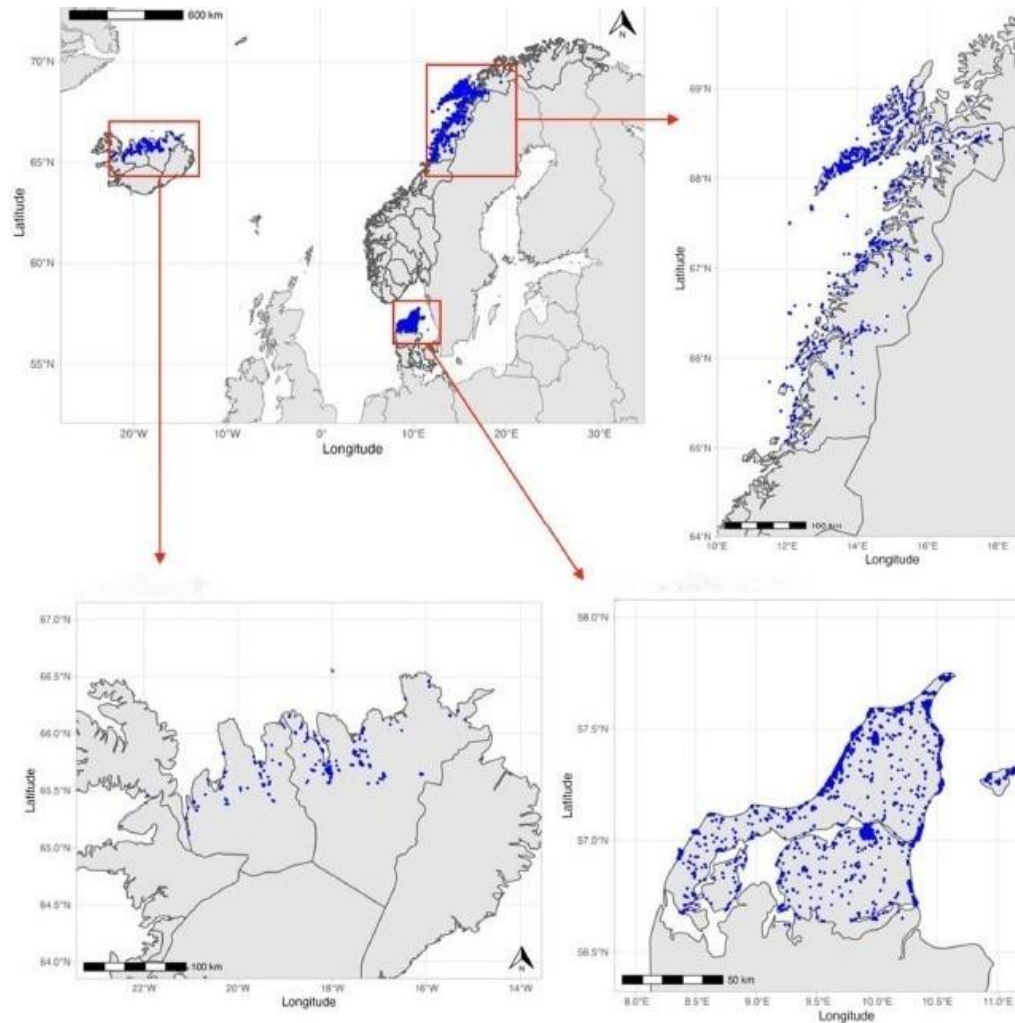 600 km
N
70°N
65°N
60°N
55°N
Latitude
20°W 10°W 0° 10°E 20°E 30°E
Longitude
69°N
68°N
67°N
66°N
65°N
64°N
Latitude
100 km
10°E 12°E 14°E 16°E 18°E
Longitude
67.0°N
66.5°N
66.0°N
65.5°N
65.0°N
64.5°N
64.0°N
Latitude
100 km
N
22°W 20°W 18°W 16°W 14°W
Longitude
58.0°N
57.5°N
57.0°N
56.5°N
Latitude
50 km
8.0°E 8.5°E 9.0°E 9.5°E 10.0°E 10.5°E 11.0°E
Longitude